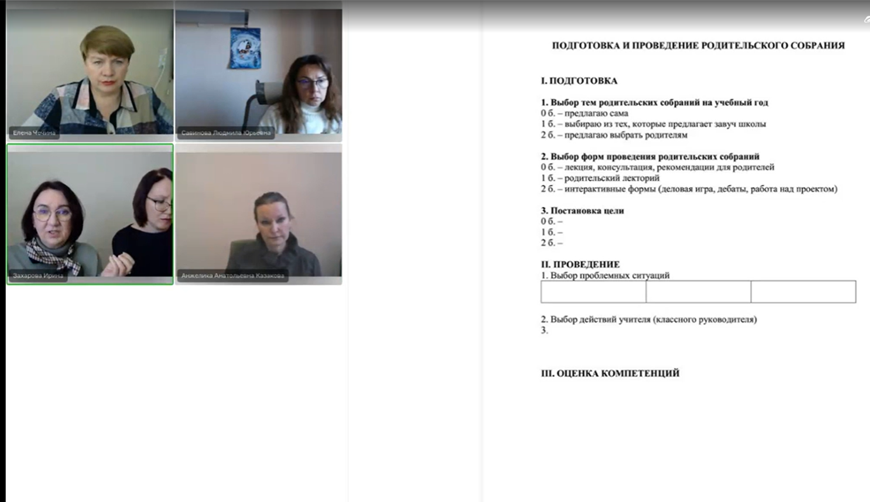 Елена Чечина
Савинова Людмила Юрьевна
Захарова Ирина
Анжелика Анатольевна Казакова
ПОДГОТОВКА И ПРОВЕДЕНИЕ РОДИТЕЛЬСКОГО СОБРАНИЯ
I. ПОДГОТОВКА
1. Выбор тем родительских собраний на учебный год
0 б. – предлагаю сама
1 б. – выбираю из тех, которые предлагает завуч школы
2 б. – предлагаю выбрать родителям
2. Выбор форм проведения родительских собраний
0 б. – лекция, консультация, рекомендации для родителей
1 б. – родительский лекторий
2 б. – интерактивные формы (деловая игра, дебаты, работа над проектом)
3. Постановка цели
0 б. –
1 б. –
2 б. –
II. ПРОВЕДЕНИЕ
1. Выбор проблемных ситуаций
2. Выбор действий учителя (классного руководителя)
3.
III. ОЦЕНКА КОМПЕТЕНЦИЙ